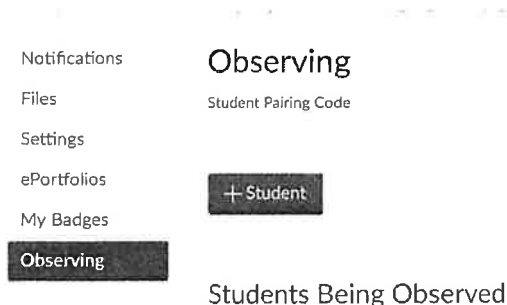 Notifications
Files
Settings
ePortfolios
My Badges
Observing
Observing
Student Pairing Code
+ Student
Students Being Observed